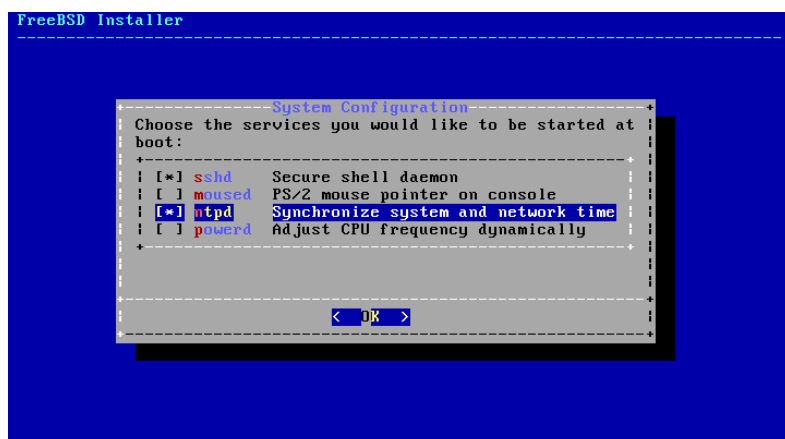 FreeBSD Installer
System Configuration
Choose the services you would like to be started at
boot:
[*] sshd Secure shell daemon
[ ] moused PS/2 mouse pointer on console
[*] ntpd Synchronize system and network time
[ ] powerd Adjust CPU frequency dynamically
< OK >